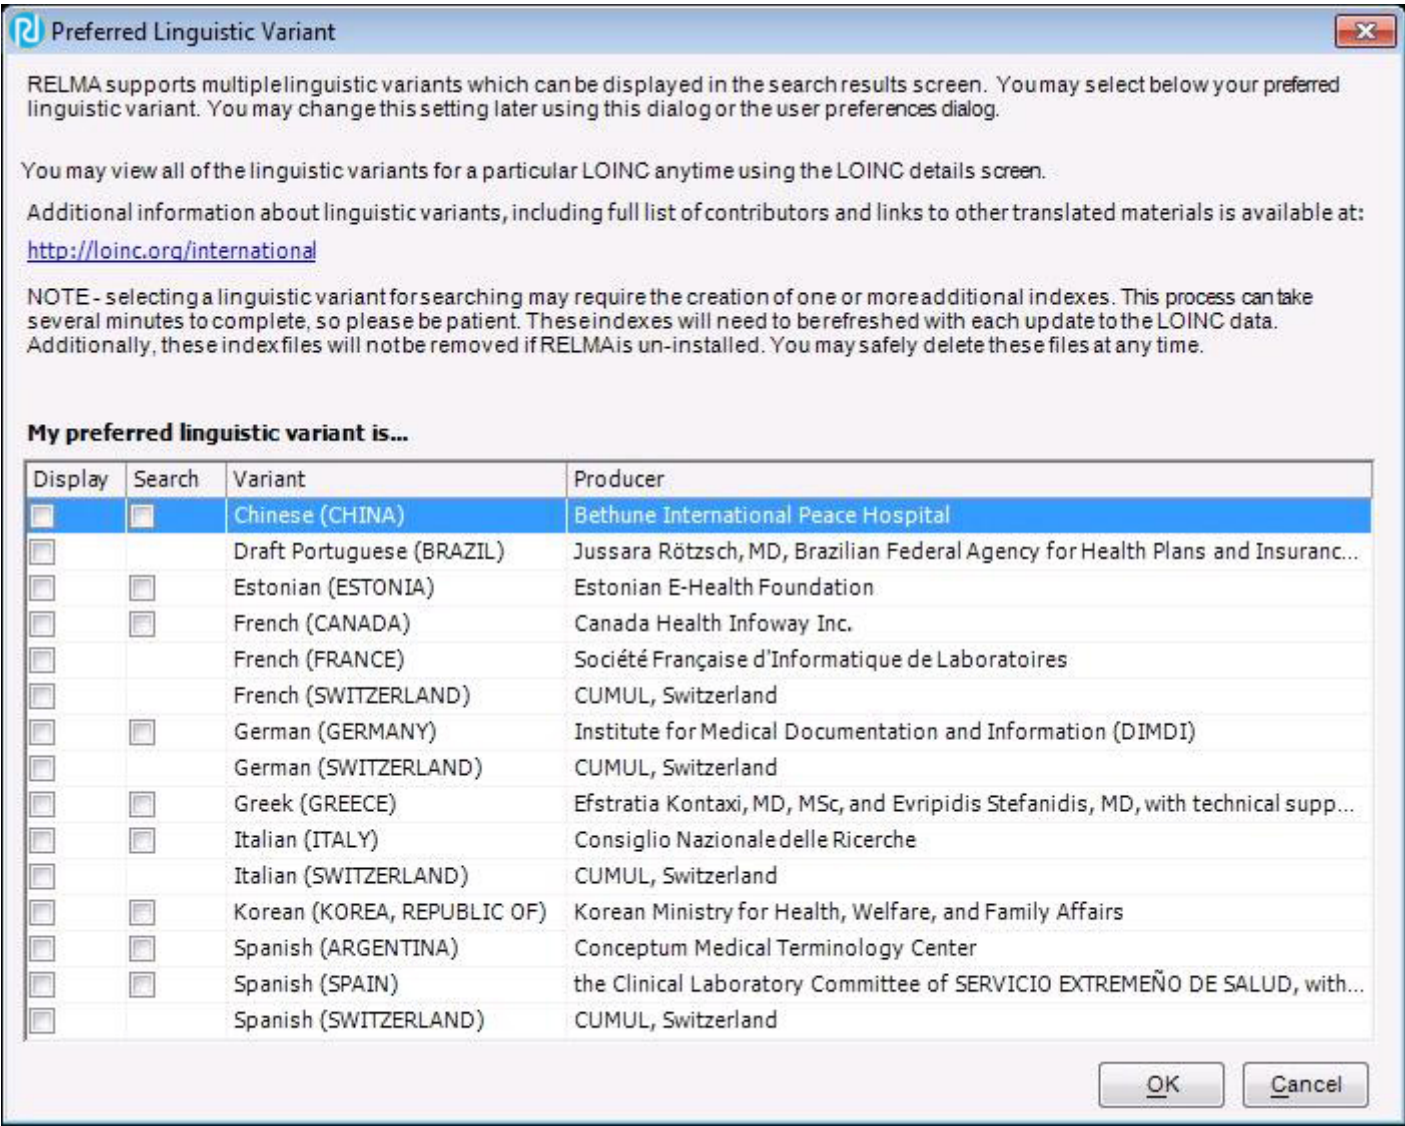 Preferred Linguistic Variant
RELMA supports multiple linguistic variants which can be displayed in the search results screen. You may select below your preferred
linguistic variant. You may change this setting later using this dialog or the user preferences dialog.
You may view all of the linguistic variants for a particular LOINC anytime using the LOINC details screen.
Additional information about linguistic variants, including full list of contributors and links to other translated materials is available at:
http://loinc.org/international
NOTE - selecting a linguistic variant for searching may require the creation of one or more additional indexes. This process can take
several minutes to complete, so please be patient. These indexes will need to be refreshed with each update to the LOINC data.
Additionally, these index files will not be removed if RELMA is un-installed. You may safely delete these files at any time.
My preferred linguistic variant is...
Display Search Variant Producer
Chinese (CHINA) Bethune International Peace Hospital
Draft Portuguese (BRAZIL) Jussara Rötzsch, MD, Brazilian Federal Agency for Health Plans and Insuranc...
Estonian (ESTONIA) Estonian E-Health Foundation
French (CANADA) Canada Health Infoway Inc.
French (FRANCE) Société Française d'Informatique de Laboratoires
French (SWITZERLAND) CUMUL, Switzerland
German (GERMANY) Institute for Medical Documentation and Information (DIMDI)
German (SWITZERLAND) CUMUL, Switzerland
Greek (GREECE) Efstratia Kontaxi, MD, MSc, and Evripidis Stefanidis, MD, with technical supp...
Italian (ITALY) Consiglio Nazionale delle Ricerche
Italian (SWITZERLAND) CUMUL, Switzerland
Korean (KOREA, REPUBLIC OF) Korean Ministry for Health, Welfare, and Family Affairs
Spanish (ARGENTINA) Conceptum Medical Terminology Center
Spanish (SPAIN) the Clinical Laboratory Committee of SERVICIO EXTREMEÑO DE SALUD, with...
Spanish (SWITZERLAND) CUMUL, Switzerland
OK Cancel